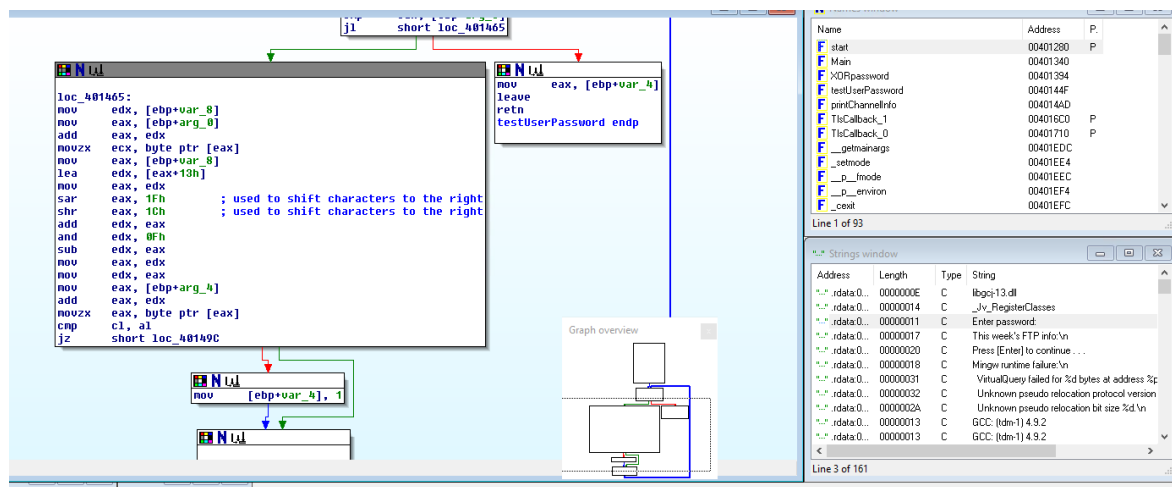 jl short loc_401465
loc_401465:
mov edx, [ebp+var_8]
mov eax, [ebp+arg_0]
add eax, edx
movzx ecx, byte ptr [eax]
mov eax, [ebp+var_8]
lea edx, [eax+13h]
mov eax, edx
sar eax, 1Fh ; used to shift characters to the right
shr eax, 1Ch ; used to shift characters to the right
add edx, eax
and edx, 0Fh
sub edx, eax
mov eax, edx
mov edx, eax
mov eax, [ebp+arg_4]
add eax, edx
movzx eax, byte ptr [eax]
cmp cl, al
jz short loc_40149C
mov eax, [ebp+var_4]
leave
retn
testUserPassword endp
mov [ebp+var_4], 1
Graph overview
Names window
Name Address P.
F start 00401280 P
F Main 00401340
F XORpassword 00401394
F testUserPassword 0040144F
F printChannelInfo 004014AD
F TlsCallback_1 004016C0 P
F TlsCallback_0 00401710 P
F __getmainargs 00401EDC
F _setmode 00401EE4
F __p__fmode 00401EEC
F __p__environ 00401EF4
F _cexit 00401EFC
Line 1 of 93
Strings window
Address Length Type String
.rdata:0... 0000000E C libgcj-13.dll
.rdata:0... 00000014 C _Jv_RegisterClasses
.rdata:0... 00000011 C Enter password:
.rdata:0... 00000017 C This week's FTP info:\n
.rdata:0... 00000020 C Press [Enter] to continue . . .
.rdata:0... 00000018 C Mingw runtime failure:\n
.rdata:0... 00000031 C VirtualQuery failed for %d bytes at address %p
.rdata:0... 00000032 C Unknown pseudo relocation protocol version
.rdata:0... 0000002A C Unknown pseudo relocation bit size %d.\n
.rdata:0... 00000013 C GCC: (tdm-1) 4.9.2
.rdata:0... 00000013 C GCC: (tdm-1) 4.9.2
Line 3 of 161